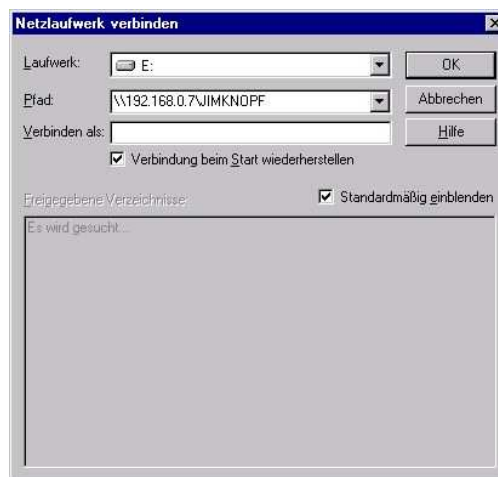 Netzlaufwerk verbinden
Laufwerk: E: OK
Pfad: \\192.168.0.7\JIMKNOPF Abbrechen
Verbinden als: Hilfe
Verbindung beim Start wiederherstellen
Freigegebene Verzeichnisse: Standardmäßig einblenden
Es wird gesucht...